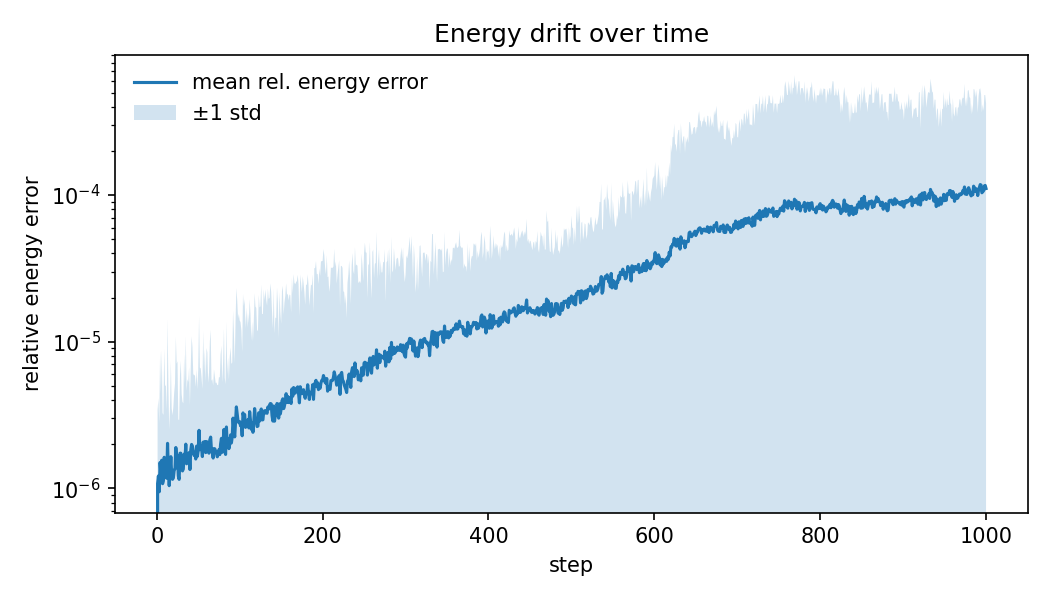 Energy drift over time
mean rel. energy error
±1 std
relative energy error
10⁻⁴
10⁻⁵
10⁻⁶
0 200 400 600 800 1000
step